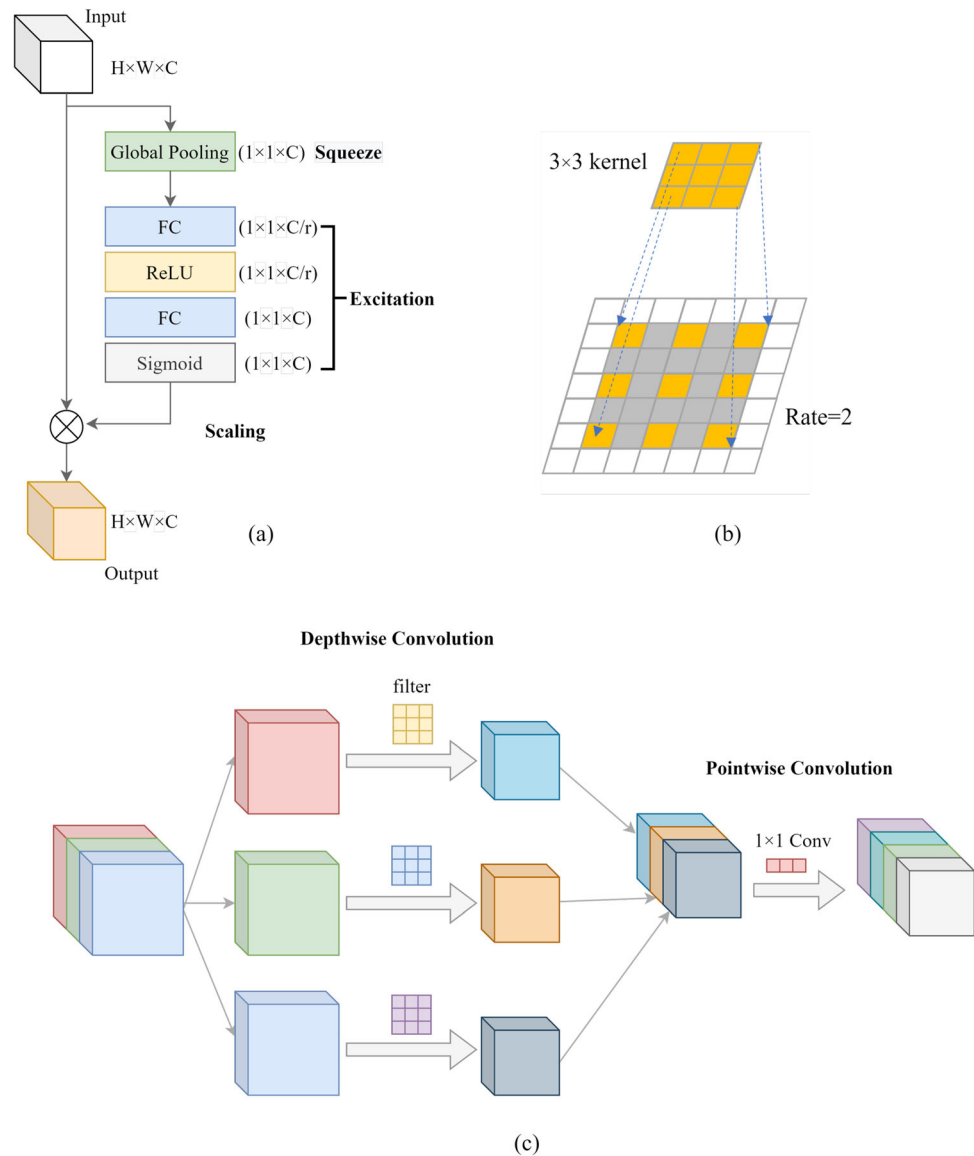 Input
H×W×C
Global Pooling (1×1×C) Squeeze
FC (1×1×C/r)
ReLU (1×1×C/r)
Excitation
FC (1×1×C)
Sigmoid (1×1×C)
Scaling
H×W×C
Output
(a)
3×3 kernel
Rate=2
(b)
Depthwise Convolution
filter
Pointwise Convolution
1×1 Conv
(c)